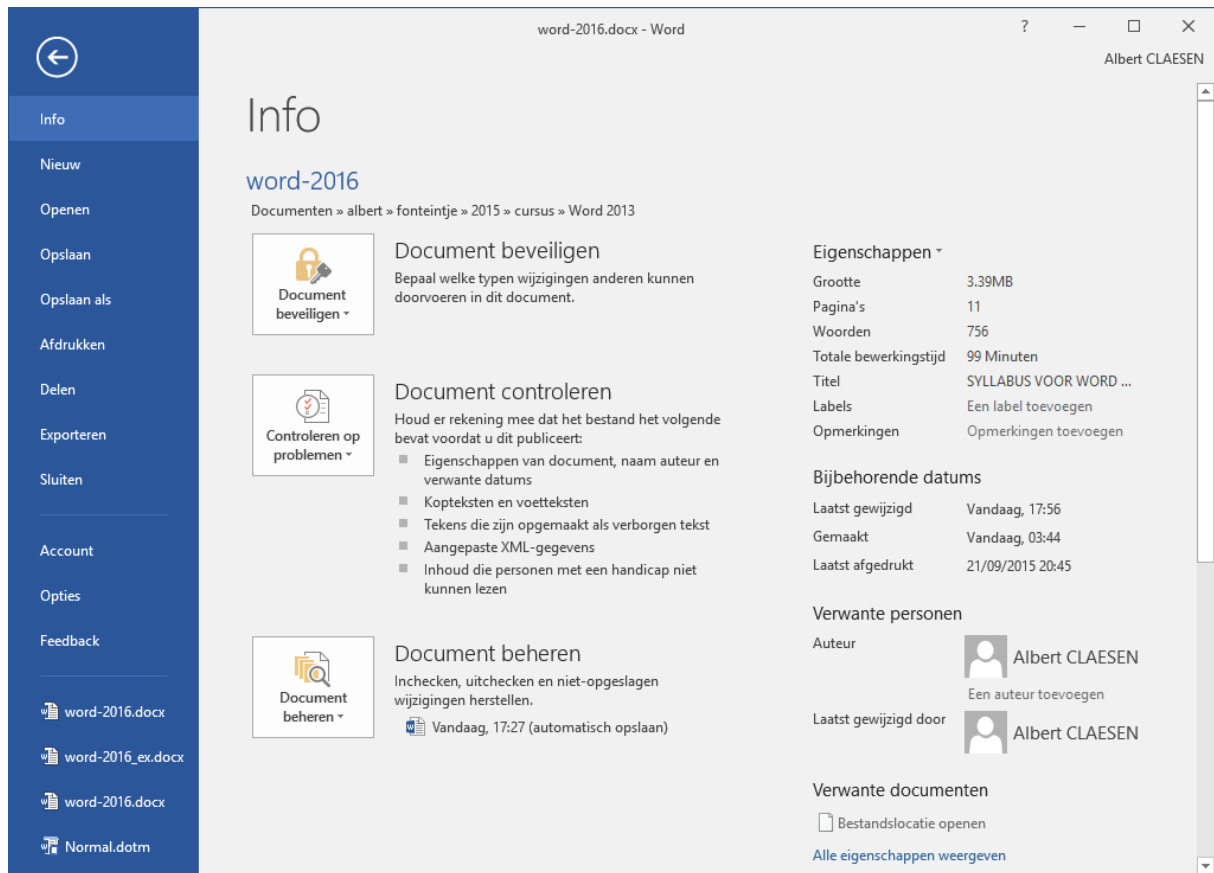 word-2016.docx - Word
?
Albert CLAESEN
Info
Nieuw
Openen
Opslaan
Opslaan als
Afdrukken
Delen
Exporteren
Sluiten
Account
Opties
Feedback
word-2016.docx
word-2016_ex.docx
word-2016.docx
Normal.dotm
Info
word-2016
Documenten » albert » fonteintje » 2015 » cursus » Word 2013
Document
beveiligen
Document beveiligen
Bepaal welke typen wijzigingen anderen kunnen
doorvoeren in dit document.
Controleren op
problemen
Document controleren
Houd er rekening mee dat het bestand het volgende
bevat voordat u dit publiceert:
Eigenschappen van document, naam auteur en
verwante datums
Kopteksten en voetteksten
Tekens die zijn opgemaakt als verborgen tekst
Aangepaste XML-gegevens
Inhoud die personen met een handicap niet
kunnen lezen
Document
beheren
Document beheren
Inchecken, uitchecken en niet-opgeslagen
wijzigingen herstellen.
Vandaag, 17:27 (automatisch opslaan)
Eigenschappen
Grootte 3.39MB
Pagina's 11
Woorden 756
Totale bewerkingstijd 99 Minuten
Titel SYLLABUS VOOR WORD ...
Labels Een label toevoegen
Opmerkingen Opmerkingen toevoegen
Bijbehorende datums
Laatst gewijzigd Vandaag, 17:56
Gemaakt Vandaag, 03:44
Laatst afgedrukt 21/09/2015 20:45
Verwante personen
Auteur Albert CLAESEN
Een auteur toevoegen
Laatst gewijzigd door Albert CLAESEN
Verwante documenten
Bestandslocatie openen
Alle eigenschappen weergeven